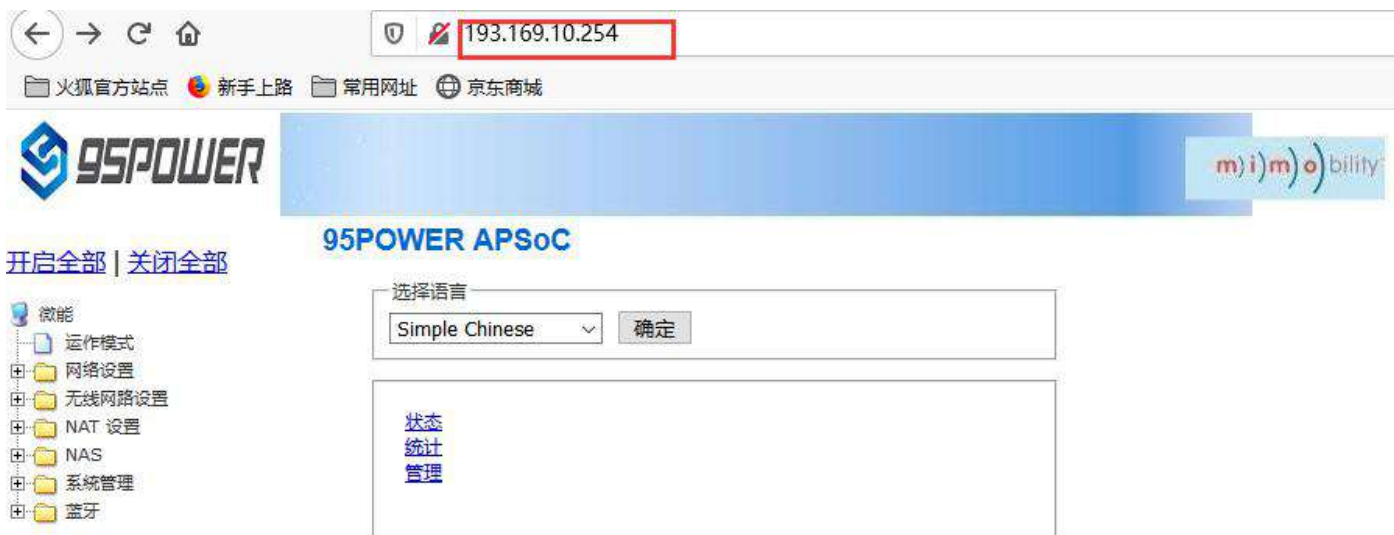 193.169.10.254
火狐官方站点 新手上路 常用网址 京东商城
95POWER
m)i)m)o)bility
95POWER APSoC
开启全部 | 关闭全部
选择语言
Simple Chinese 确定
微能
运作模式
网络设置
无线网路设置
NAT 设置
NAS
系统管理
蓝牙
状态
统计
管理